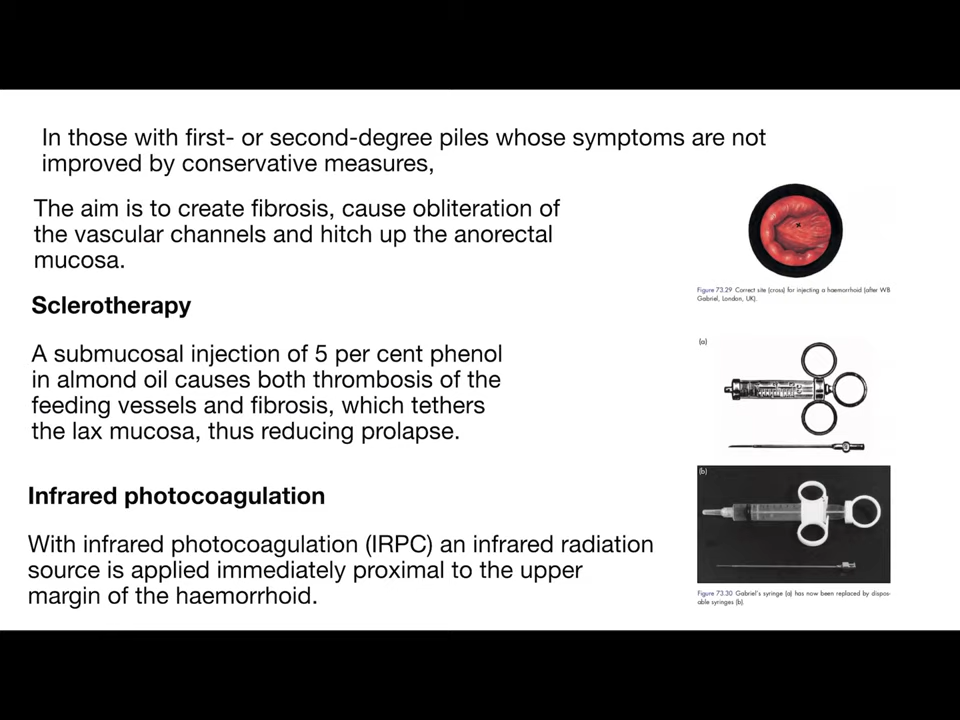 In those with first- or second-degree piles whose symptoms are not
improved by conservative measures,
The aim is to create fibrosis, cause obliteration of
the vascular channels and hitch up the anorectal
mucosa.
Sclerotherapy
A submucosal injection of 5 per cent phenol
in almond oil causes both thrombosis of the
feeding vessels and fibrosis, which tethers
the lax mucosa, thus reducing prolapse.
Infrared photocoagulation
With infrared photocoagulation (IRPC) an infrared radiation
source is applied immediately proximal to the upper
margin of the haemorrhoid.
Figure 73.29 Correct site (cross) for injecting a haemorrhoid (after WB
Gabriel, London, UK).
(a)
(b)
Figure 73.30 Gabriel's syringe (a) has now been replaced by dispos-
able syringes (b).